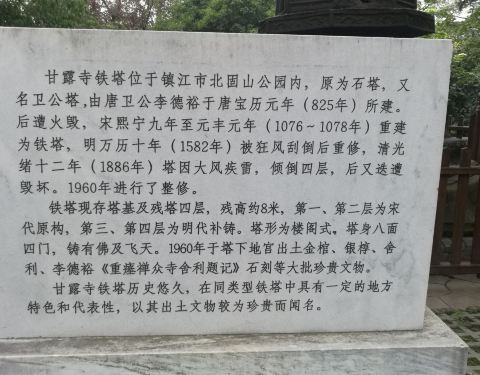 甘露寺铁塔位于镇江市北固山公园内，原为石塔，又
名卫公塔,由唐卫公李德裕于唐宝历元年（825年）所建。
后遭火毁，宋熙宁九年至元丰元年（1076－1078年）重建
为铁塔，明万历十年（1582年）被狂风刮倒后重修，清光
绪十二年（1886年）塔因大风疾雷，倾倒四层，后又迭遭
毁坏。1960年进行了整修。
铁塔现存塔基及残塔四层，残高约8米，第一、第二层为宋
代原构，第三、第四层为明代补铸。塔形为楼阁式。塔身八面
四门，铸有佛及飞天。1960年于塔下地宫出土金棺、银椁、舍
利、李德裕《重瘗禅众寺舍利题记》石刻等大批珍贵文物。
甘露寺铁塔历史悠久，在同类型铁塔中具有一定的地方
特色和代表性，以其出土文物较为珍贵而闻名。